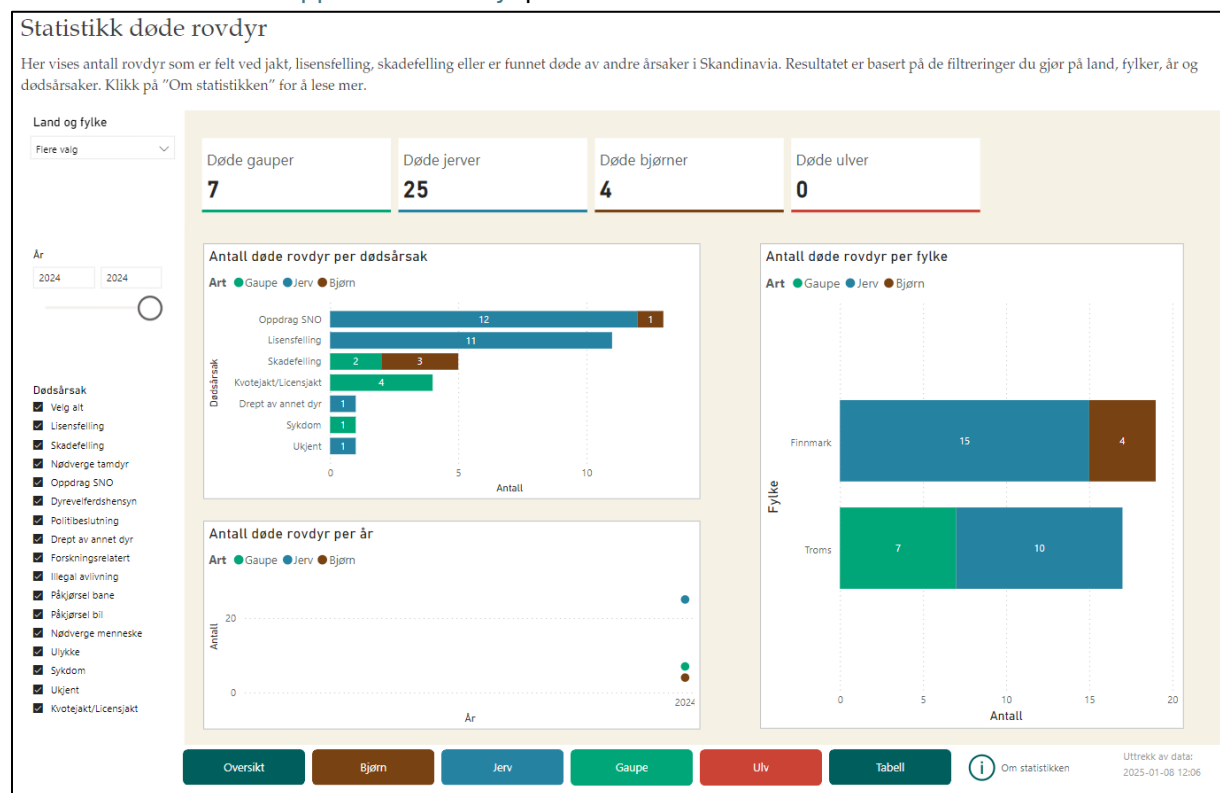 Statistikk døde rovdyr
Her vises antall rovdyr som er felt ved jakt, lisensfelling, skadefelling eller er funnet døde av andre årsaker i Skandinavia. Resultatet er basert på de filtreringer du gjør på land, fylker, år og
dødsårsaker. Klikk på "Om statistikken" for å lese mer.
Land og fylke
Flere valg
Døde gauper
7
Døde jerver
25
Døde bjørner
4
Døde ulver
0
År
2024 2024
Dødsårsak
Velg alt
Lisensfelling
Skadefelling
Nødverge tamdyr
Oppdrag SNO
Dyrevelferdshensyn
Politibeslutning
Drept av annet dyr
Forskningsrelatert
Illegal avlivning
Påkjørsel bane
Påkjørsel bil
Nødverge menneske
Ulykke
Sykdom
Ukjent
Kvotejakt/Licensjakt
Antall døde rovdyr per dødsårsak
Art Gaupe Jerv Bjørn
Dødsårsak
Oppdrag SNO 12 1
Lisensfelling 11
Skadefelling 2 3
Kvotejakt/Licensjakt 4
Drept av annet dyr 1
Sykdom 1
Ukjent 1
0 5 10
Antall
Antall døde rovdyr per år
Art Gaupe Jerv Bjørn
Antall
20
0
2024
År
Antall døde rovdyr per fylke
Art Gaupe Jerv Bjørn
Fylke
Finnmark 15 4
Troms 7 10
0 5 10 15 20
Antall
Oversikt Bjørn Jerv Gaupe Ulv Tabell i Om statistikken
Uttrekk av data:
2025-01-08 12:06